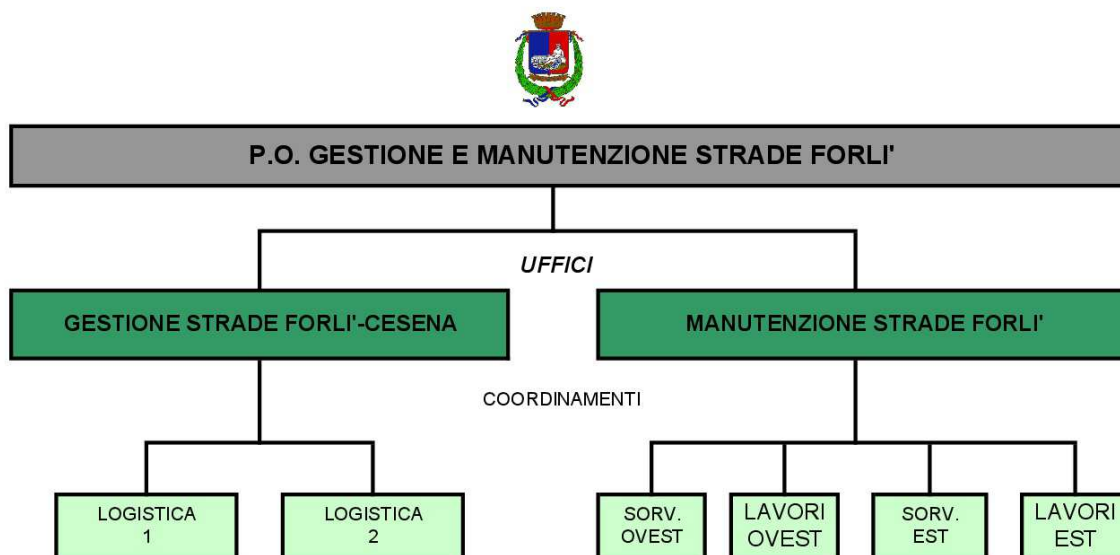 P.O. GESTIONE E MANUTENZIONE STRADE FORLI'
UFFICI
GESTIONE STRADE FORLI'-CESENA
MANUTENZIONE STRADE FORLI'
COORDINAMENTI
LOGISTICA
1
LOGISTICA
2
SORV.
OVEST
LAVORI
OVEST
SORV.
EST
LAVORI
EST